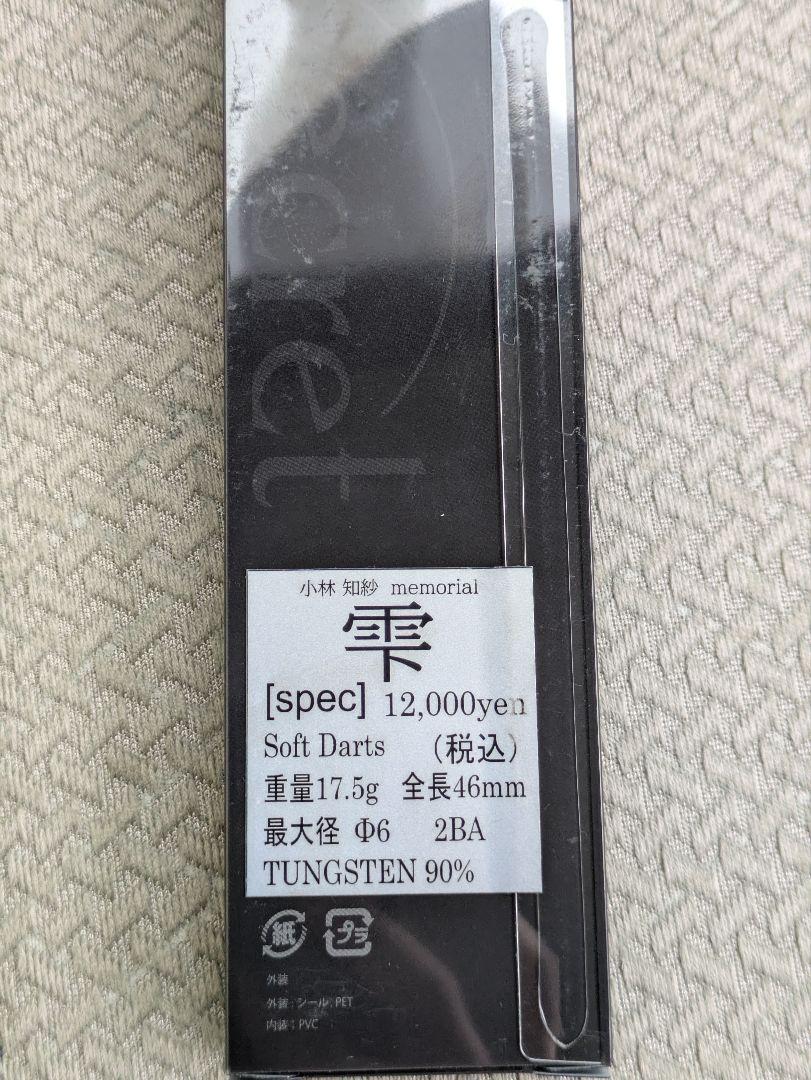 ecret
小林 知紗 memorial
雫
[spec] 12,000yen
Soft Darts (税込)
重量17.5g 全長46mm
最大径 Φ6 2BA
TUNGSTEN 90%
紙 プラ
外装
外装:シール:PET
内装:PVC